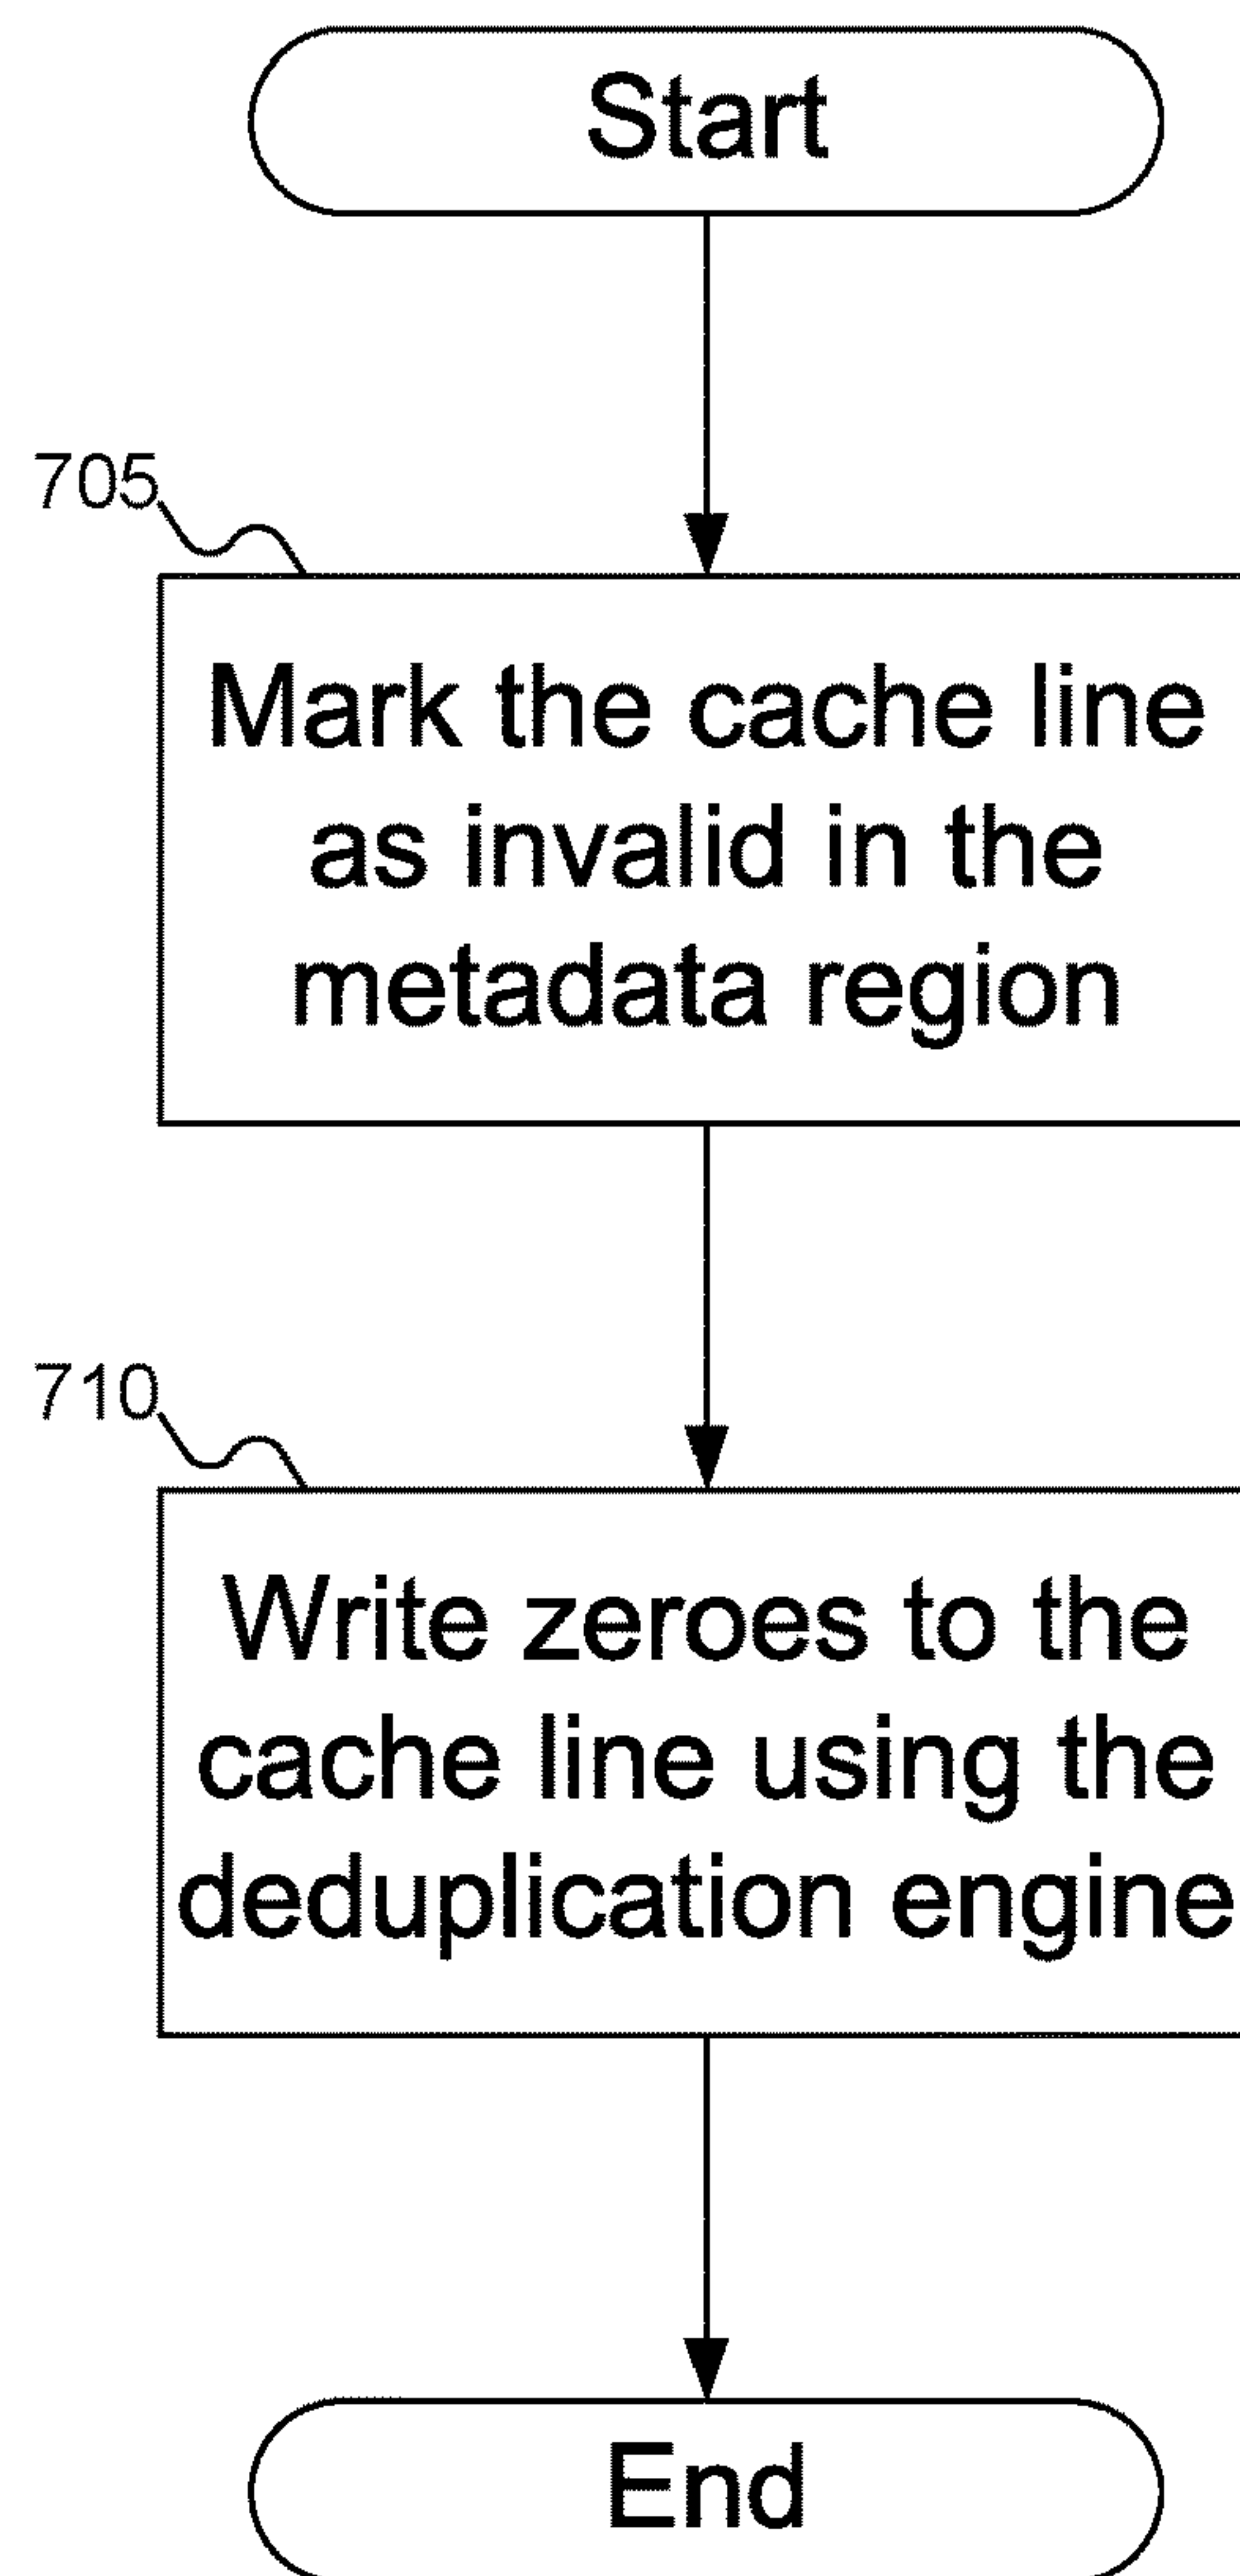 Start
705
Mark the cache line
as invalid in the
metadata region
710
Write zeroes to the
cache line using the
deduplication engine
End